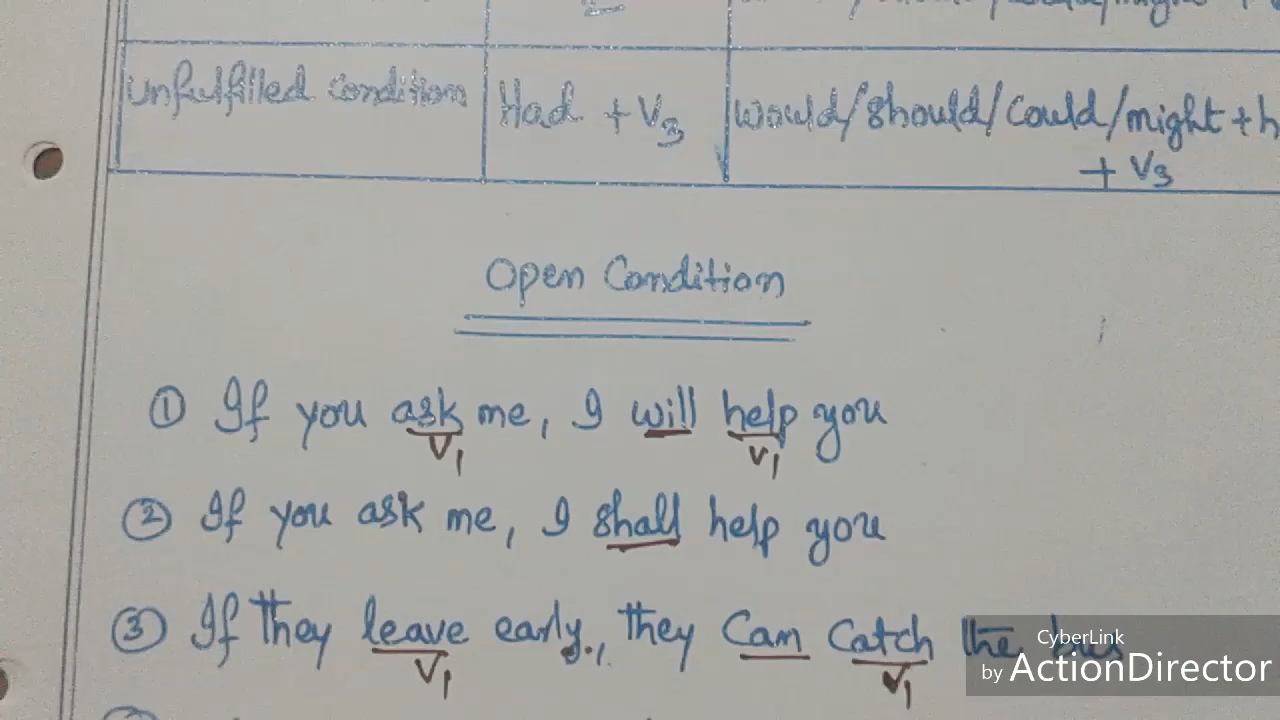 Unfulfilled Condition Had + V3 would/should/could/might + h
+ V3
Open Condition
① If you ask me, I will help you
V1 V1
② If you ask me, I shall help you
③ If they leave early, they can catch the bus
V1 V1
CyberLink
by ActionDirector